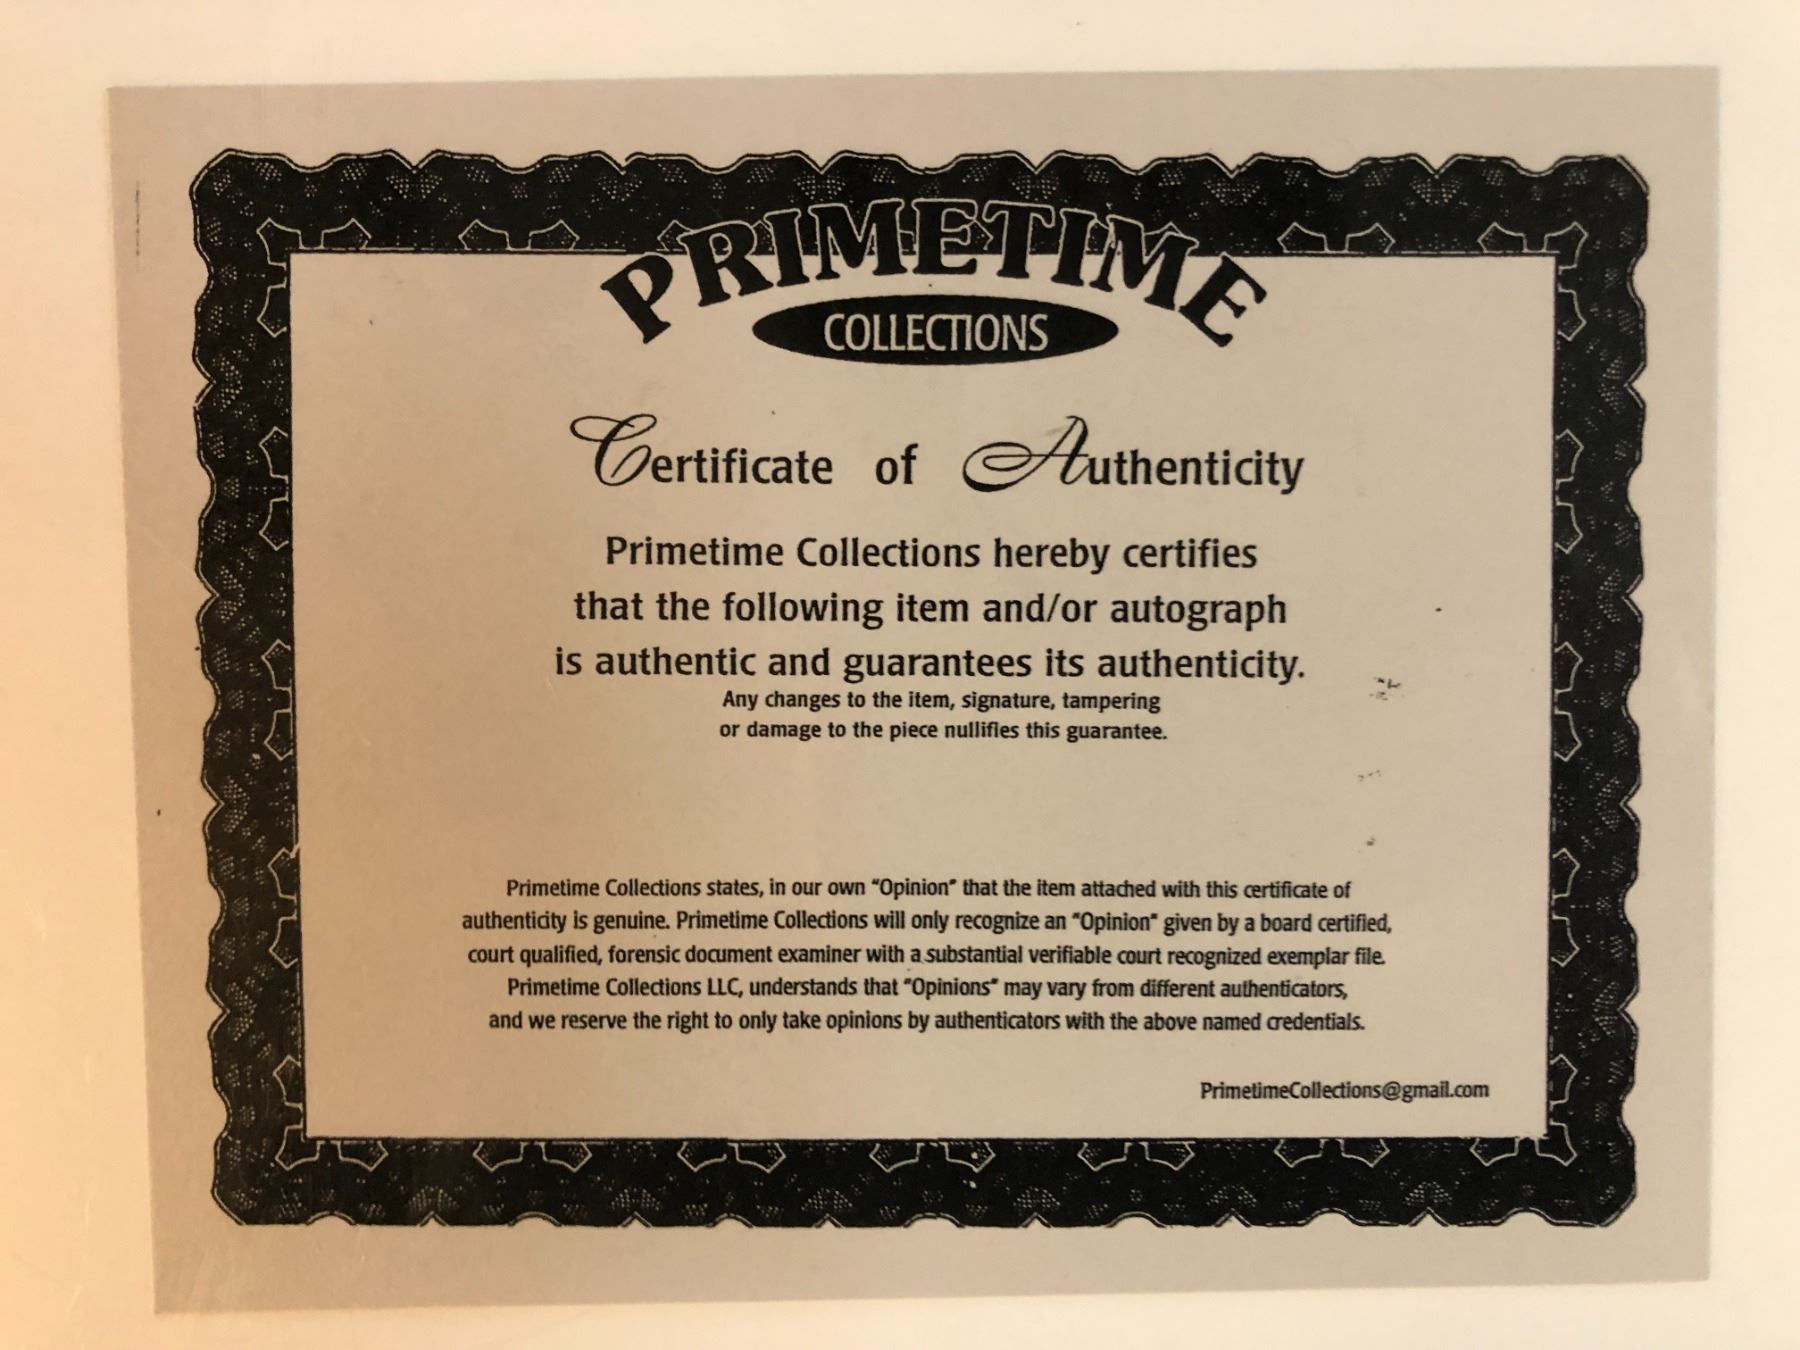 PRIMETIME
COLLECTIONS
Certificate of Authenticity
Primetime Collections hereby certifies
that the following item and/or autograph
is authentic and guarantees its authenticity.
Any changes to the item, signature, tampering
or damage to the piece nullifies this guarantee.
Primetime Collections states, in our own "Opinion" that the item attached with this certificate of
authenticity is genuine. Primetime Collections will only recognize an "Opinion" given by a board certified,
court qualified, forensic document examiner with a substantial verifiable court recognized exemplar file.
Primetime Collections LLC, understands that "Opinions" may vary from different authenticators,
and we reserve the right to only take opinions by authenticators with the above named credentials.
PrimetimeCollections@gmail.com